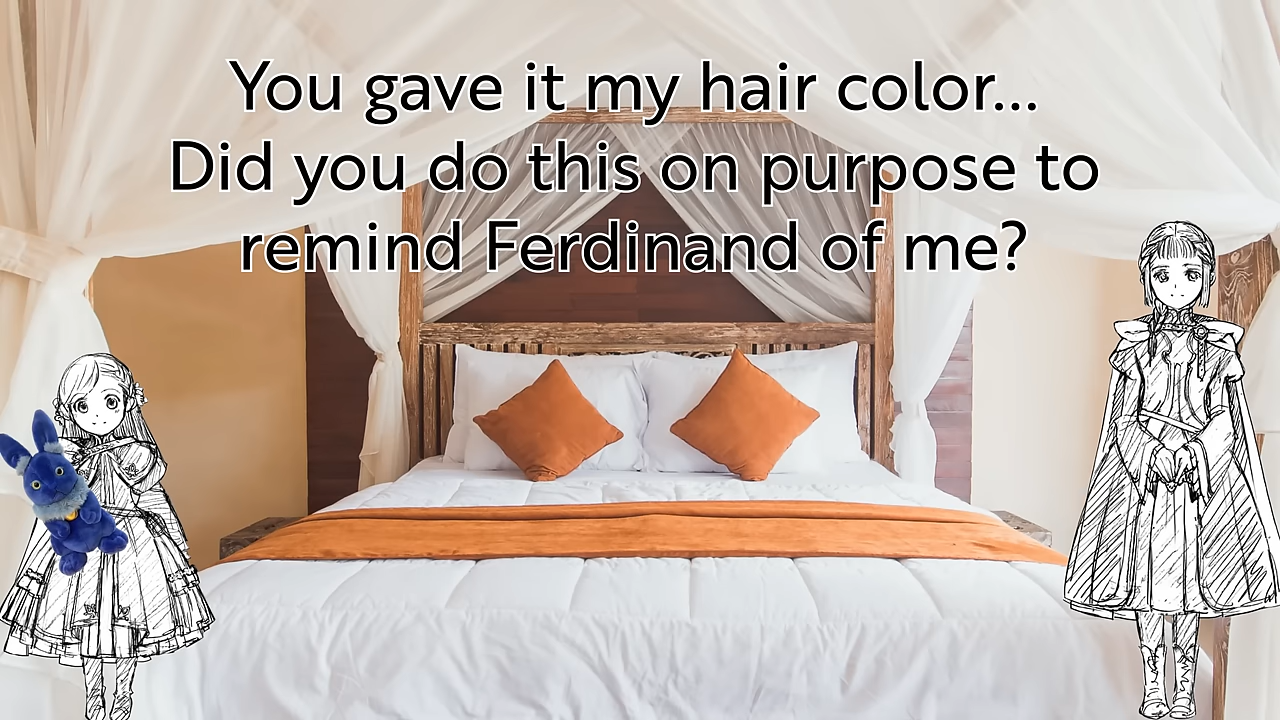 You gave it my hair color...
Did you do this on purpose to
remind Ferdinand of me?